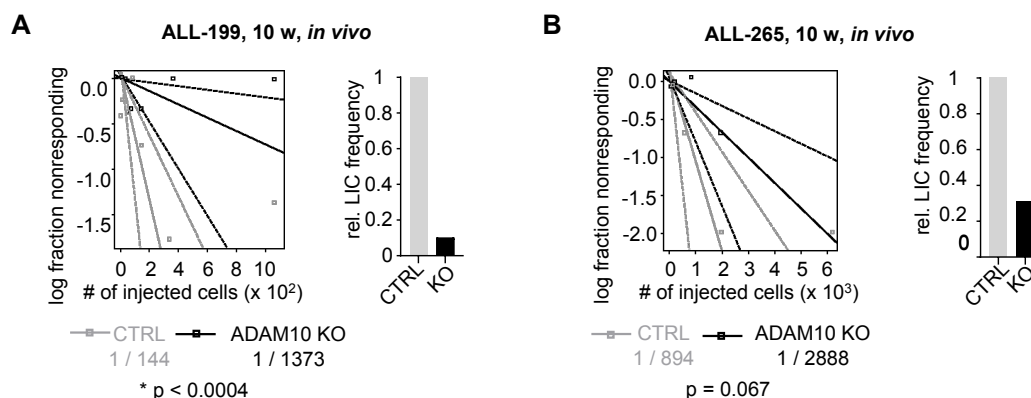 A
ALL-199, 10 w, in vivo
log fraction nonresponding
0.0
-0.5
-1.0
-1.5
0 2 4 6 8 10
# of injected cells (x 10²)
rel. LIC frequency
1
0.8
0.6
0.4
0.2
0
CTRL
KO
CTRL
ADAM10 KO
1 / 144
1 / 1373
* p < 0.0004
B
ALL-265, 10 w, in vivo
log fraction nonresponding
0.0
-0.5
-1.0
-1.5
-2.0
0 1 2 3 4 5 6
# of injected cells (x 10³)
rel. LIC frequency
1
0.8
0.6
0.4
0.2
0
CTRL
KO
CTRL
ADAM10 KO
1 / 894
1 / 2888
p = 0.067